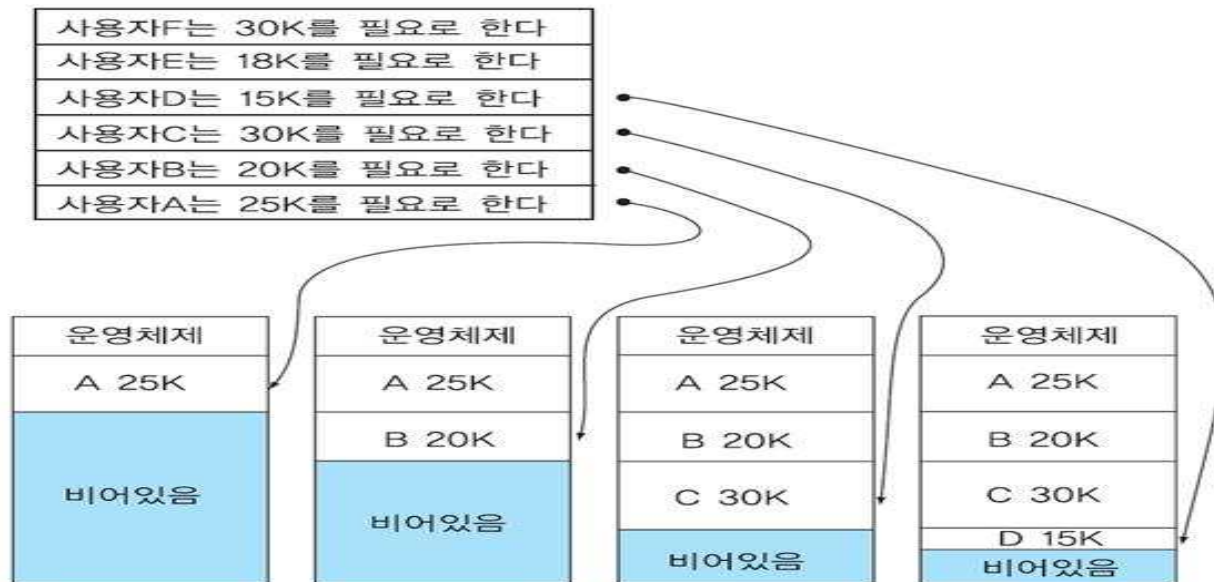 사용자F는 30K를 필요로 한다
사용자E는 18K를 필요로 한다
사용자D는 15K를 필요로 한다
사용자C는 30K를 필요로 한다
사용자B는 20K를 필요로 한다
사용자A는 25K를 필요로 한다
운영체제
A 25K
비어있음
운영체제
A 25K
B 20K
비어있음
운영체제
A 25K
B 20K
C 30K
비어있음
운영체제
A 25K
B 20K
C 30K
D 15K
비어있음